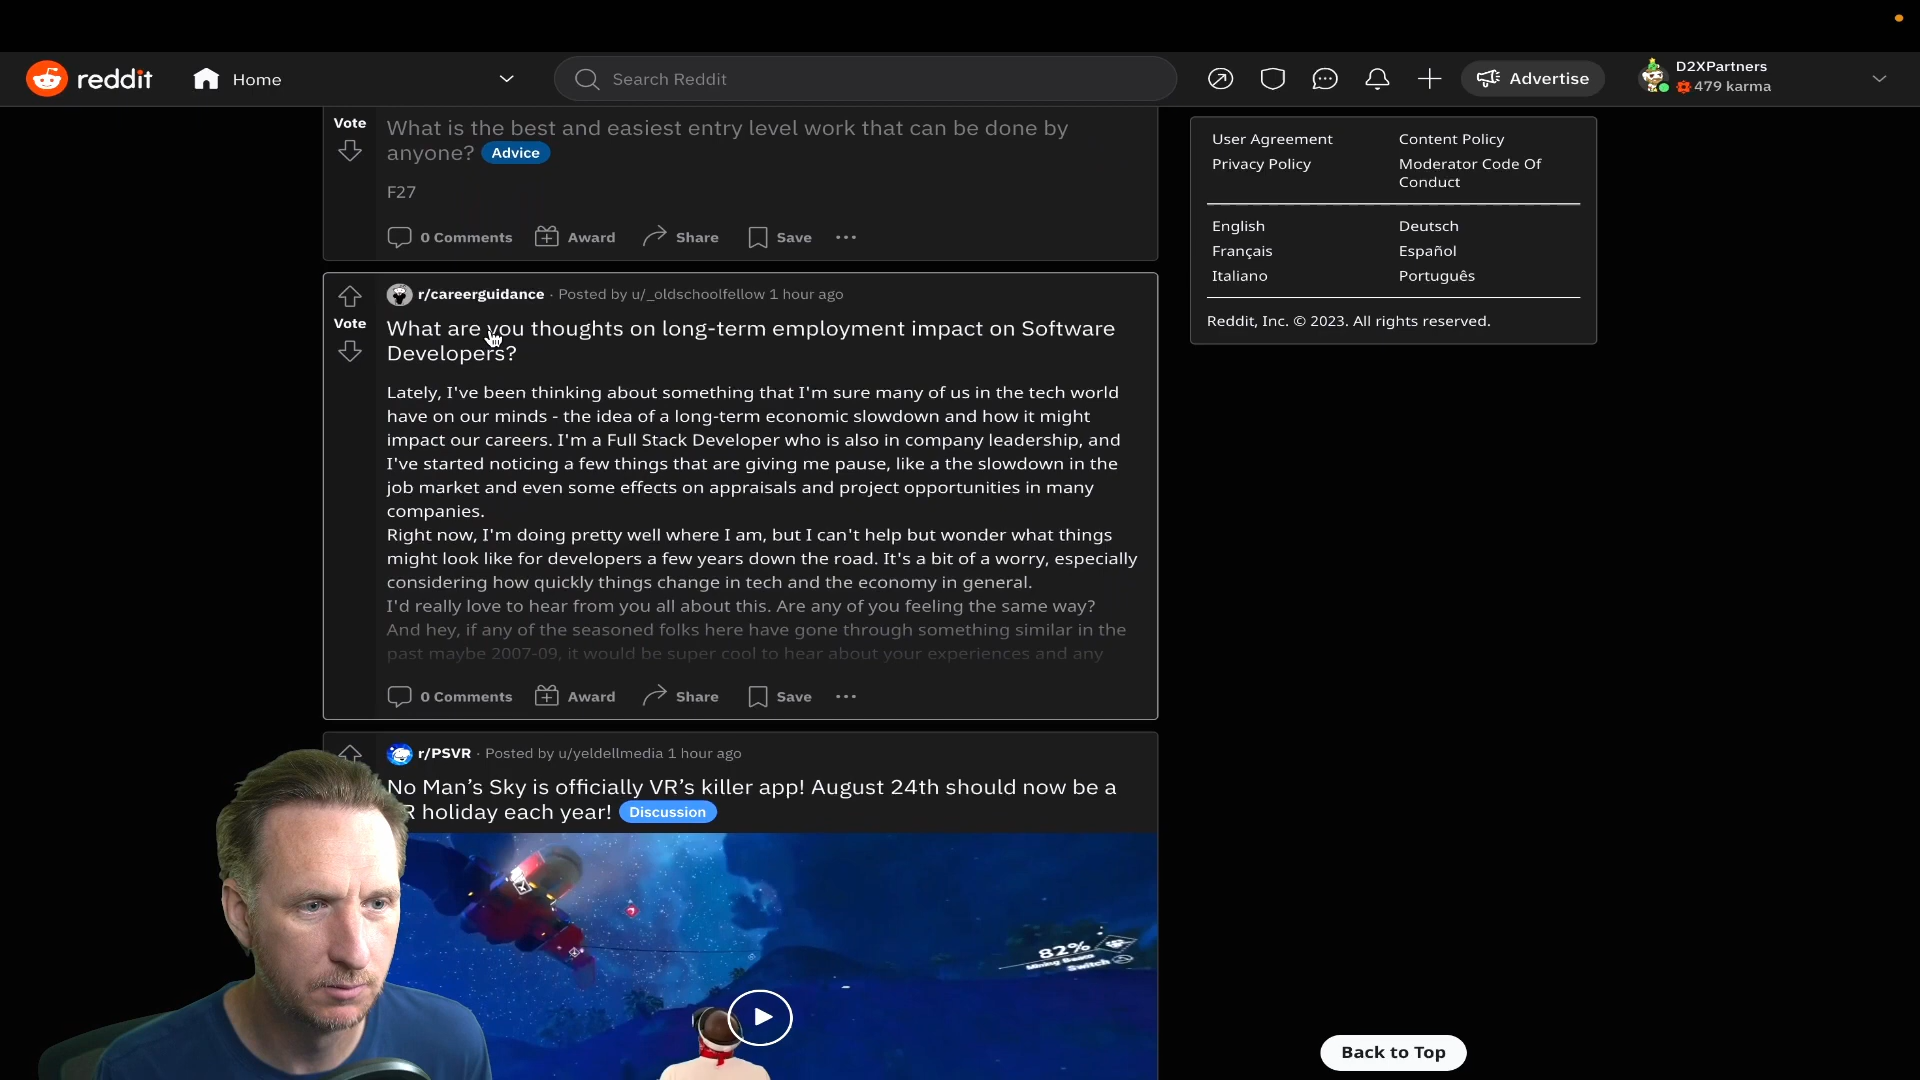 reddit
Home
Search Reddit
Advertise
D2XPartners
479 karma
Vote
What is the best and easiest entry level work that can be done by
anyone? Advice
F27
0 Comments Award Share Save
r/careerguidance · Posted by u/_oldschoolfellow 1 hour ago
Vote
What are you thoughts on long-term employment impact on Software
Developers?
Lately, I've been thinking about something that I'm sure many of us in the tech world
have on our minds - the idea of a long-term economic slowdown and how it might
impact our careers. I'm a Full Stack Developer who is also in company leadership, and
I've started noticing a few things that are giving me pause, like a the slowdown in the
job market and even some effects on appraisals and project opportunities in many
companies.
Right now, I'm doing pretty well where I am, but I can't help but wonder what things
might look like for developers a few years down the road. It's a bit of a worry, especially
considering how quickly things change in tech and the economy in general.
I'd really love to hear from you all about this. Are any of you feeling the same way?
And hey, if any of the seasoned folks here have gone through something similar in the
past maybe 2007-09, it would be super cool to hear about your experiences and any
0 Comments Award Share Save
r/PSVR · Posted by u/yeldellmedia 1 hour ago
No Man's Sky is officially VR's killer app! August 24th should now be a
R holiday each year! Discussion
82%
Mining Beam
Switch
User Agreement
Privacy Policy
Content Policy
Moderator Code Of
Conduct
English
Français
Italiano
Deutsch
Español
Português
Reddit, Inc. © 2023. All rights reserved.
Back to Top